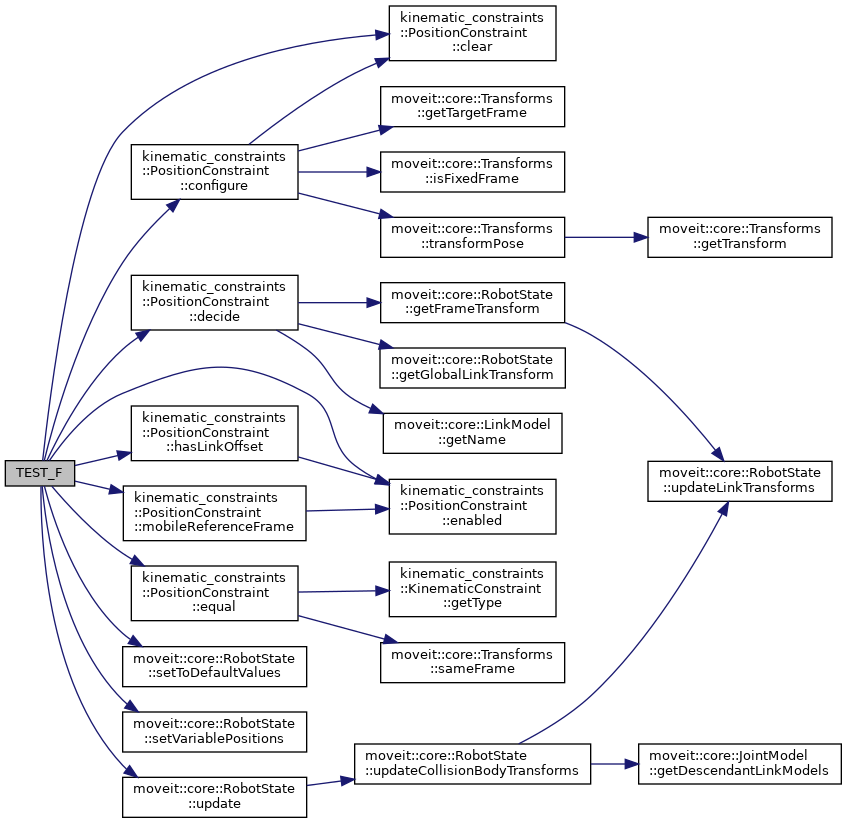 kinematic_constraints
::PositionConstraint
::clear
moveit::core::Transforms
::getTargetFrame
kinematic_constraints
::PositionConstraint
::configure
moveit::core::Transforms
::isFixedFrame
moveit::core::Transforms
::transformPose
moveit::core::Transforms
::getTransform
kinematic_constraints
::PositionConstraint
::decide
moveit::core::RobotState
::getFrameTransform
moveit::core::RobotState
::getGlobalLinkTransform
kinematic_constraints
::PositionConstraint
::hasLinkOffset
moveit::core::LinkModel
::getName
TEST_F
moveit::core::RobotState
::updateLinkTransforms
kinematic_constraints
::PositionConstraint
::mobileReferenceFrame
kinematic_constraints
::PositionConstraint
::enabled
kinematic_constraints
::PositionConstraint
::equal
kinematic_constraints
::KinematicConstraint
::getType
moveit::core::RobotState
::setToDefaultValues
moveit::core::Transforms
::sameFrame
moveit::core::RobotState
::setVariablePositions
moveit::core::RobotState
::updateCollisionBodyTransforms
moveit::core::JointModel
::getDescendantLinkModels
moveit::core::RobotState
::update